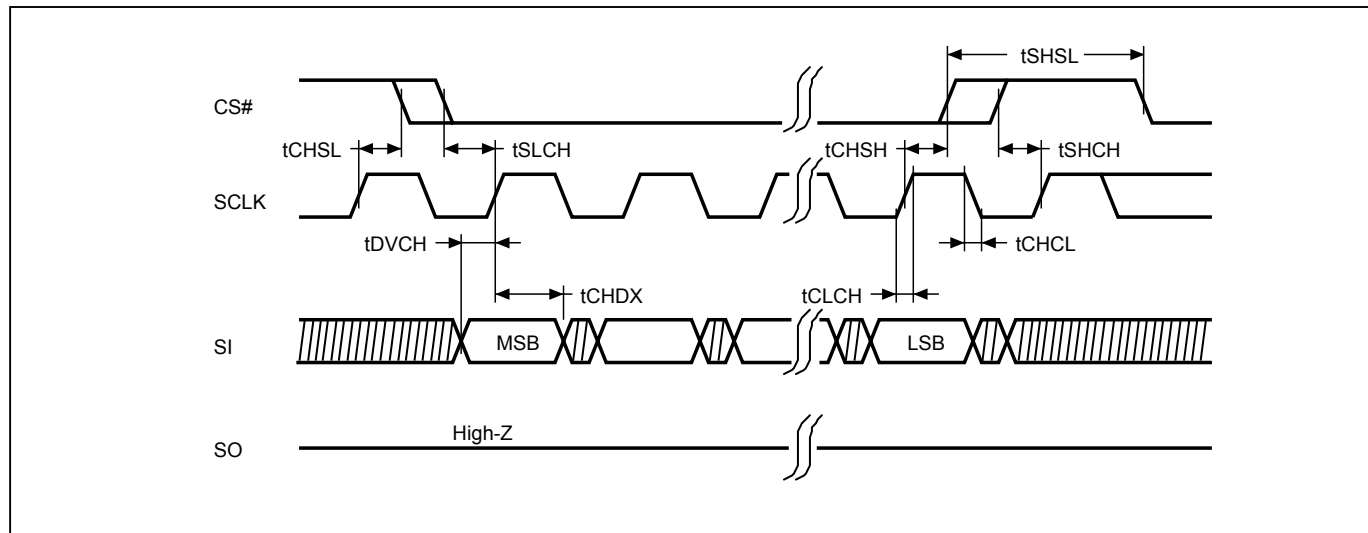 tSHSL
CS#
tCHSL
tSLCH
tCHSH
tSHCH
SCLK
tDVCH
tCHCL
tCHDX
tCLCH
SI
MSB
LSB
High-Z
SO